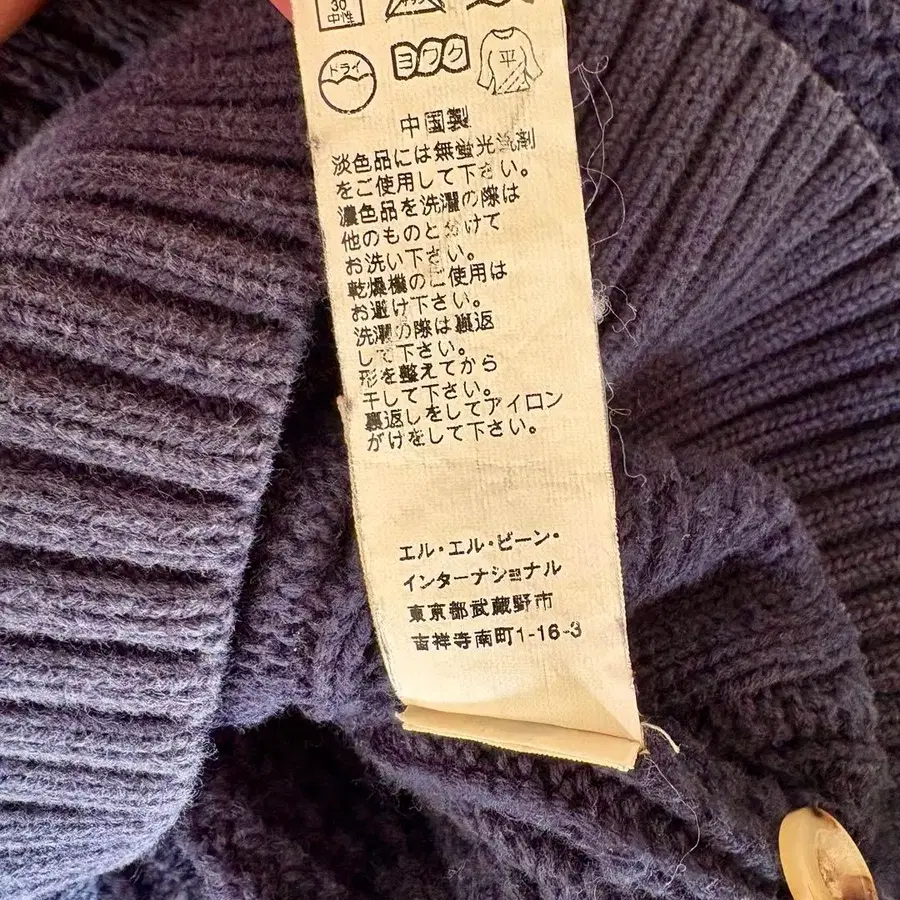 30
中性
ドライ
ヨワク
平
中国製
淡色品には無蛍光洗剤
をご使用して下さい。
濃色品を洗濯の際は
他のものと分けて
お洗い下さい。
乾燥機のご使用は
お避け下さい。
洗濯の際は裏返
して下さい。
形を整えてから
干して下さい。
裏返しをしてアイロン
がけをして下さい。
エル・エル・ビーン・
インターナショナル
東京都武蔵野市
吉祥寺南町1-16-3